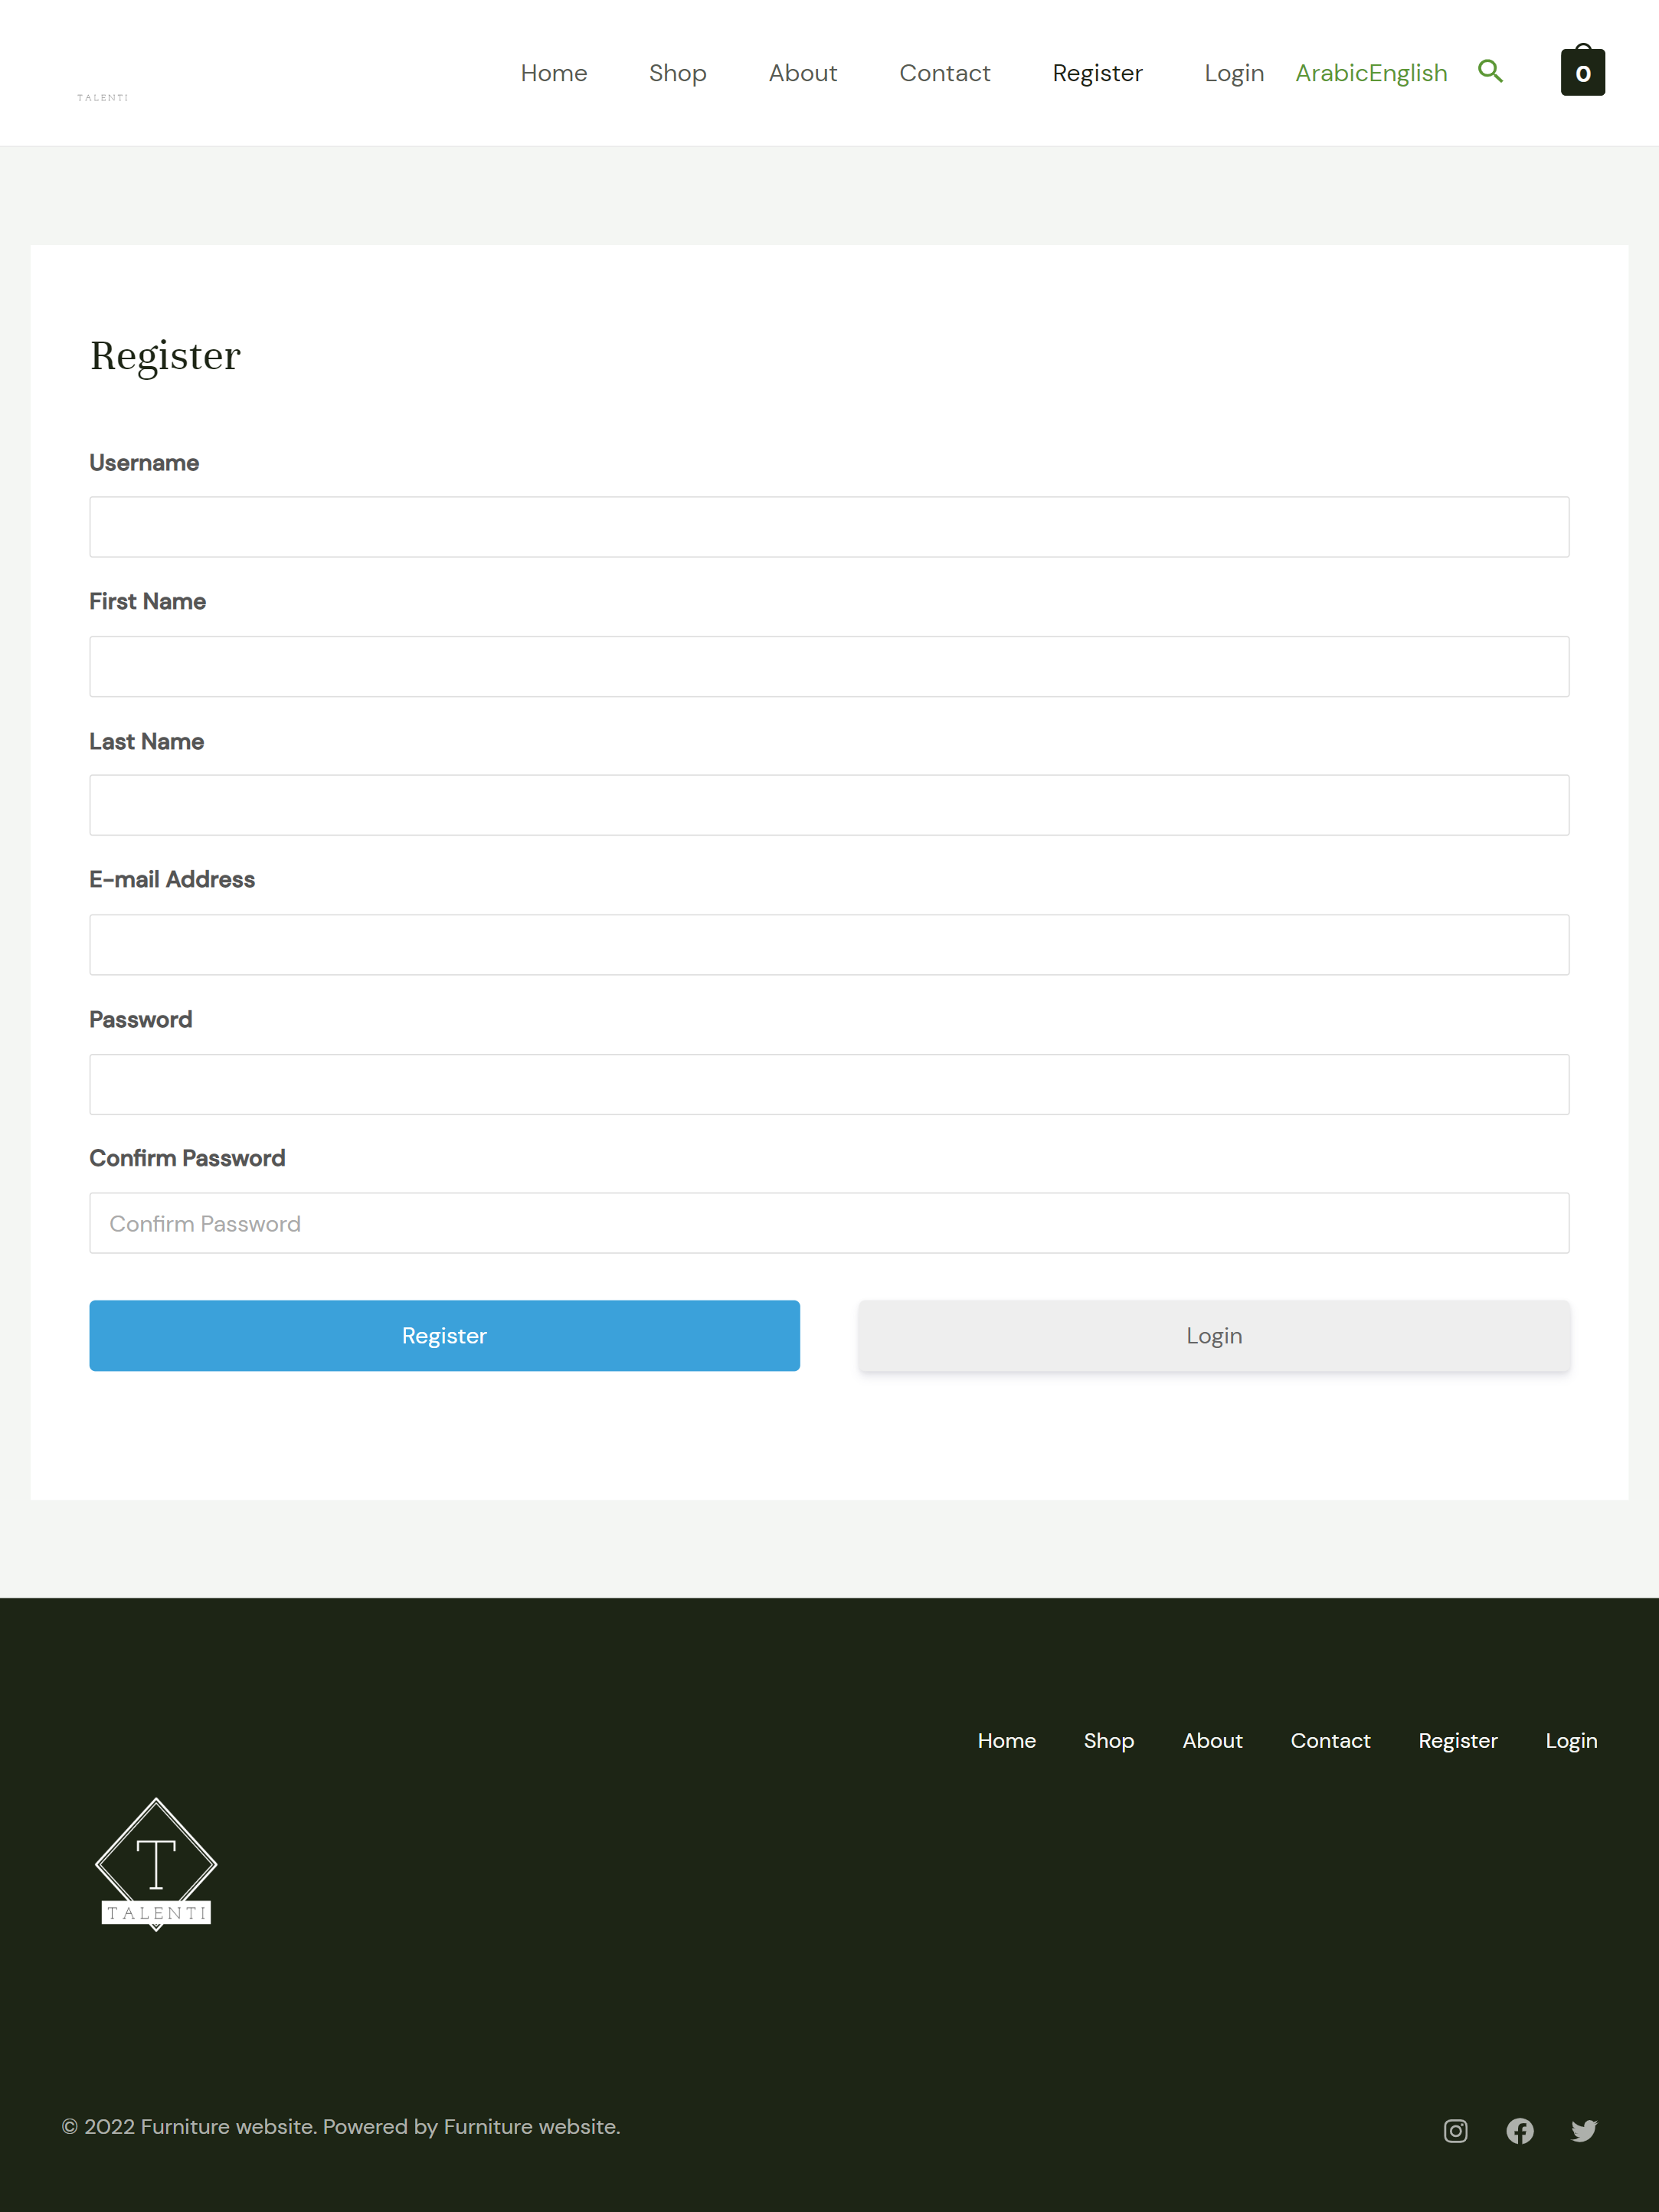 TALENTI
Home Shop About Contact Register Login ArabicEnglish 0
Register
Username
First Name
Last Name
E-mail Address
Password
Confirm Password
Confirm Password
Register Login
Home Shop About Contact Register Login
T
TALENTI
© 2022 Furniture website. Powered by Furniture website.